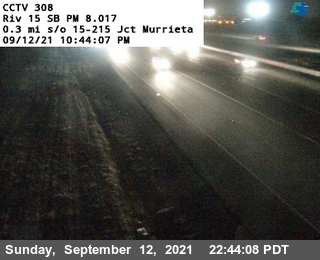 CCTV 308
Riv 15 SB PM 8.017
0.3 mi s/o 15-215 Jct Murrieta
09/12/21 10:44:07 PM
Sunday, September 12, 2021 22:44:08 PDT